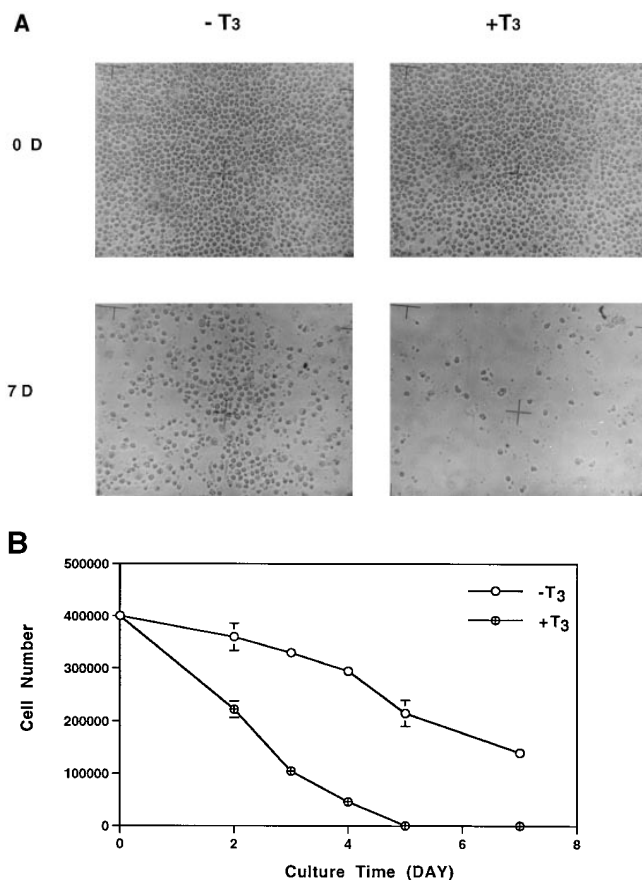 A
- T3
+T3
0 D
7 D
B
500000
400000
300000
200000
100000
0
Cell Number
-T3
+T3
0
2
4
6
8
Culture Time (DAY)